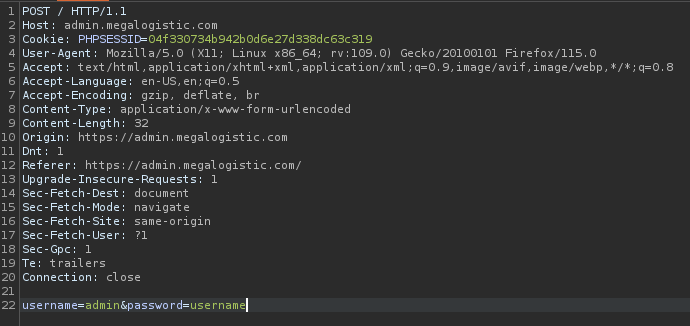 1 POST / HTTP/1.1
2 Host: admin.megalogistic.com
3 Cookie: PHPSESSID=04f330734b942b0d6e27d338dc63c319
4 User-Agent: Mozilla/5.0 (X11; Linux x86_64; rv:109.0) Gecko/20100101 Firefox/115.0
5 Accept: text/html,application/xhtml+xml,application/xml;q=0.9,image/avif,image/webp,*/*;q=0.8
6 Accept-Language: en-US,en;q=0.5
7 Accept-Encoding: gzip, deflate, br
8 Content-Type: application/x-www-form-urlencoded
9 Content-Length: 32
10 Origin: https://admin.megalogistic.com
11 Dnt: 1
12 Referer: https://admin.megalogistic.com/
13 Upgrade-Insecure-Requests: 1
14 Sec-Fetch-Dest: document
15 Sec-Fetch-Mode: navigate
16 Sec-Fetch-Site: same-origin
17 Sec-Fetch-User: ?1
18 Sec-Gpc: 1
19 Te: trailers
20 Connection: close
21
22 username=admin&password=username